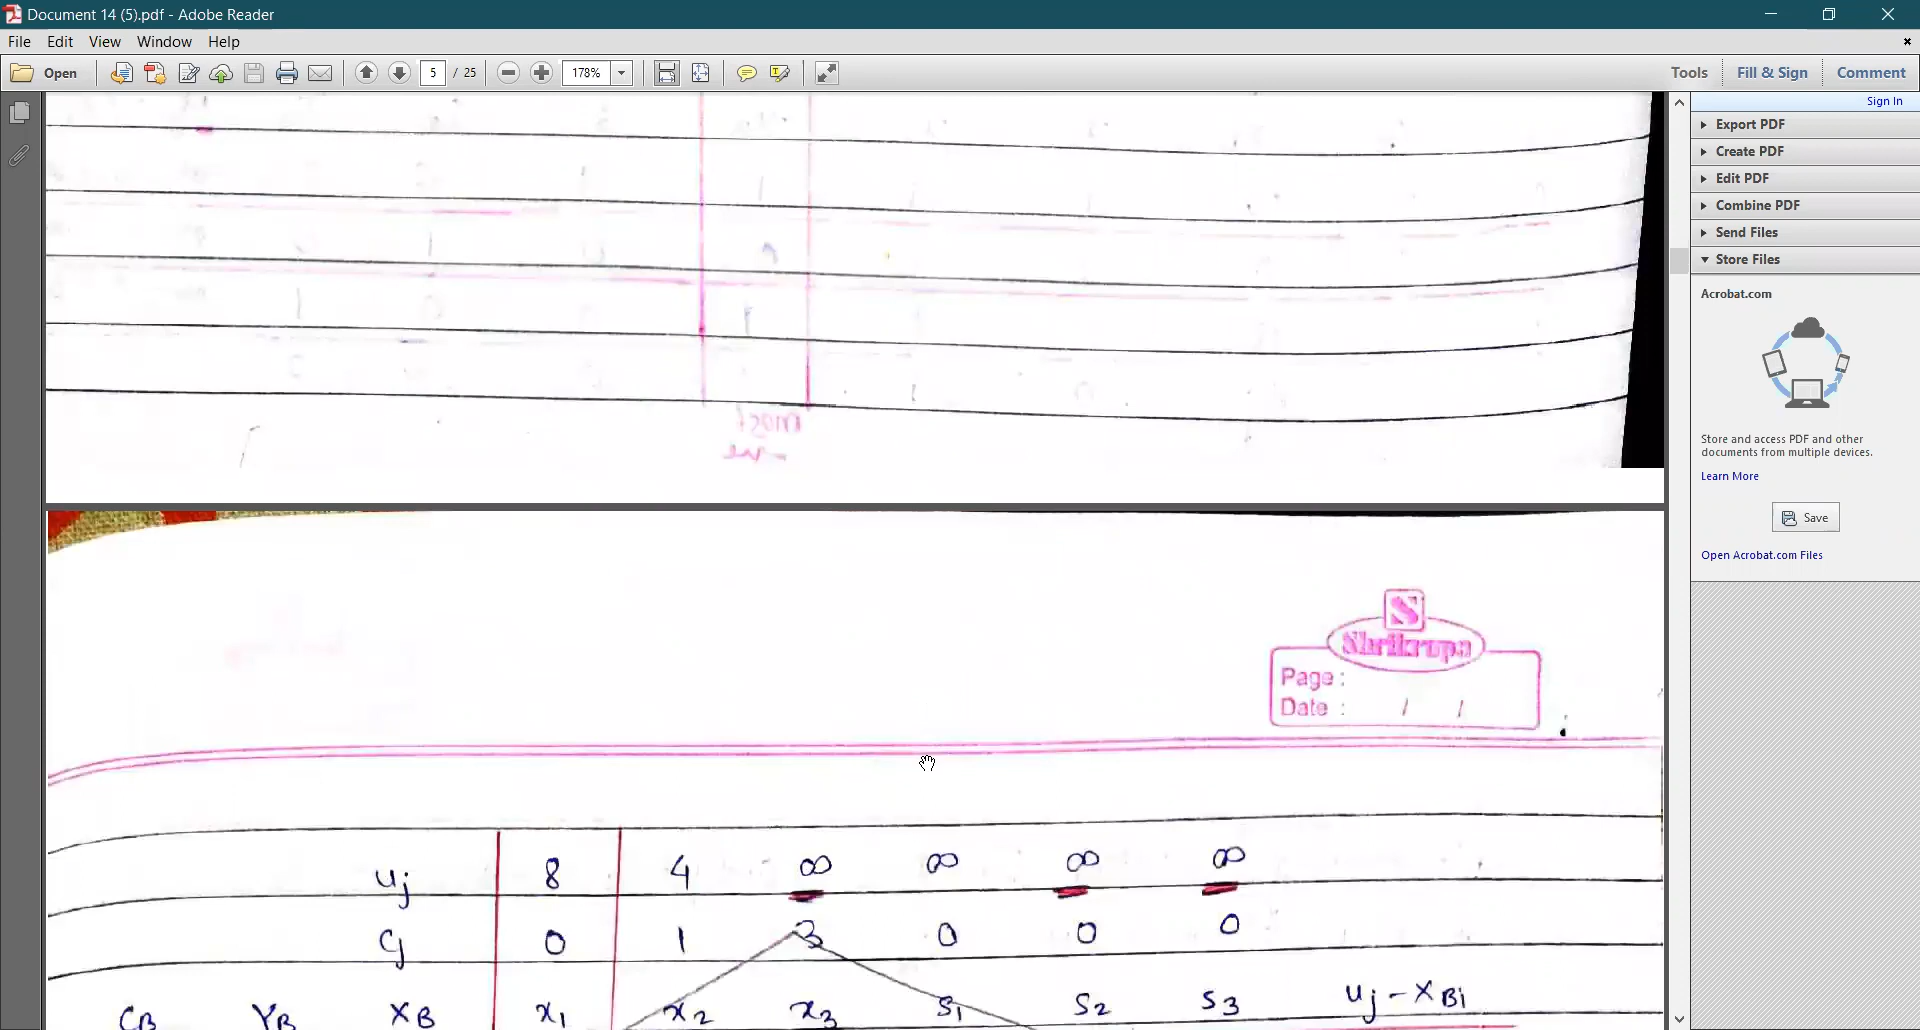 Document 14 (5).pdf - Adobe Reader
File Edit View Window Help
Open 5 / 25 178% Tools Fill & Sign Comment
Sign In
Export PDF
Create PDF
Edit PDF
Combine PDF
Send Files
Store Files
Acrobat.com
Store and access PDF and other
documents from multiple devices.
Learn More
Save
Open Acrobat.com Files
most
-ve
S
Shrikrupa
Page :
Date : / /
uj 8 4 ∞ ∞ ∞ ∞
Cj 0 1 3 0 0 0
CB YB XB x1 x2 x3 S1 S2 S3 uj - XBi